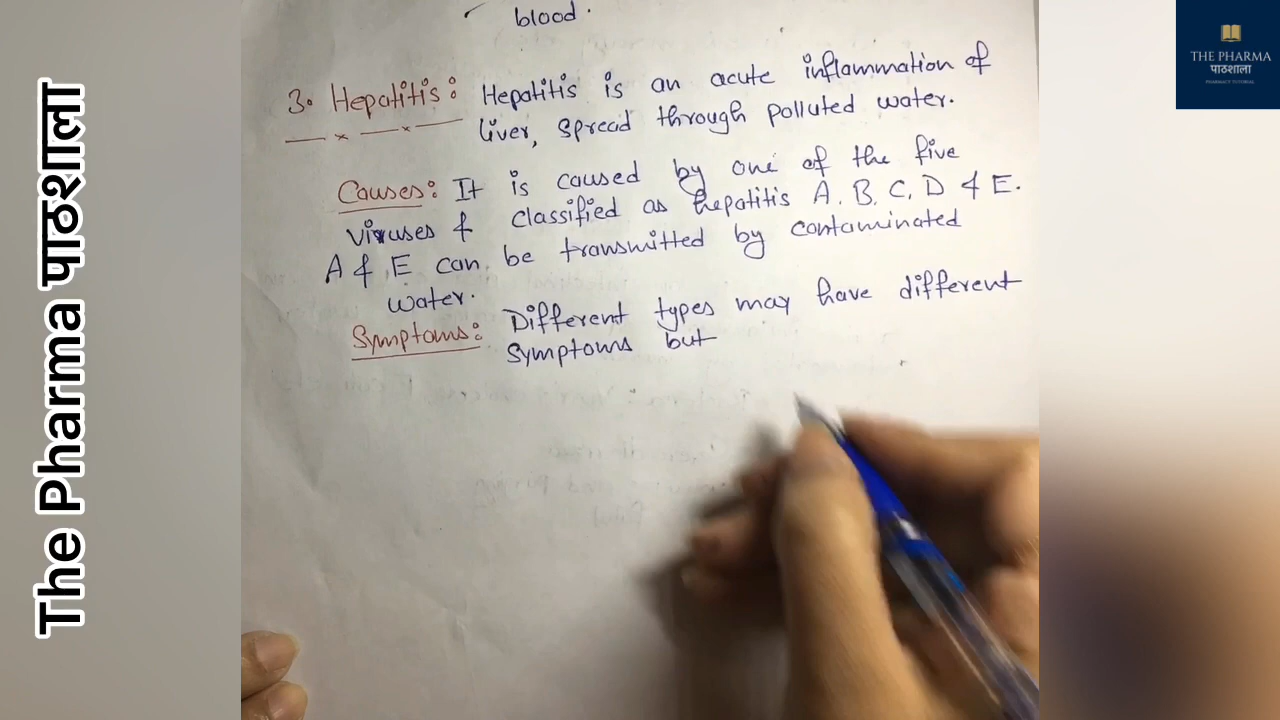 blood.
3. Hepatitis: Hepatitis is an acute inflammation of
liver, spread through polluted water.
Causes: It is caused by one of the five
viruses & classified as hepatitis A, B, C, D & E.
A & E can be transmitted by contaminated
water.
Symptoms: Different types may have different
symptoms but
The Pharma पाठशाला
THE PHARMA
पाठशाला
PHARMACY TUTORIAL